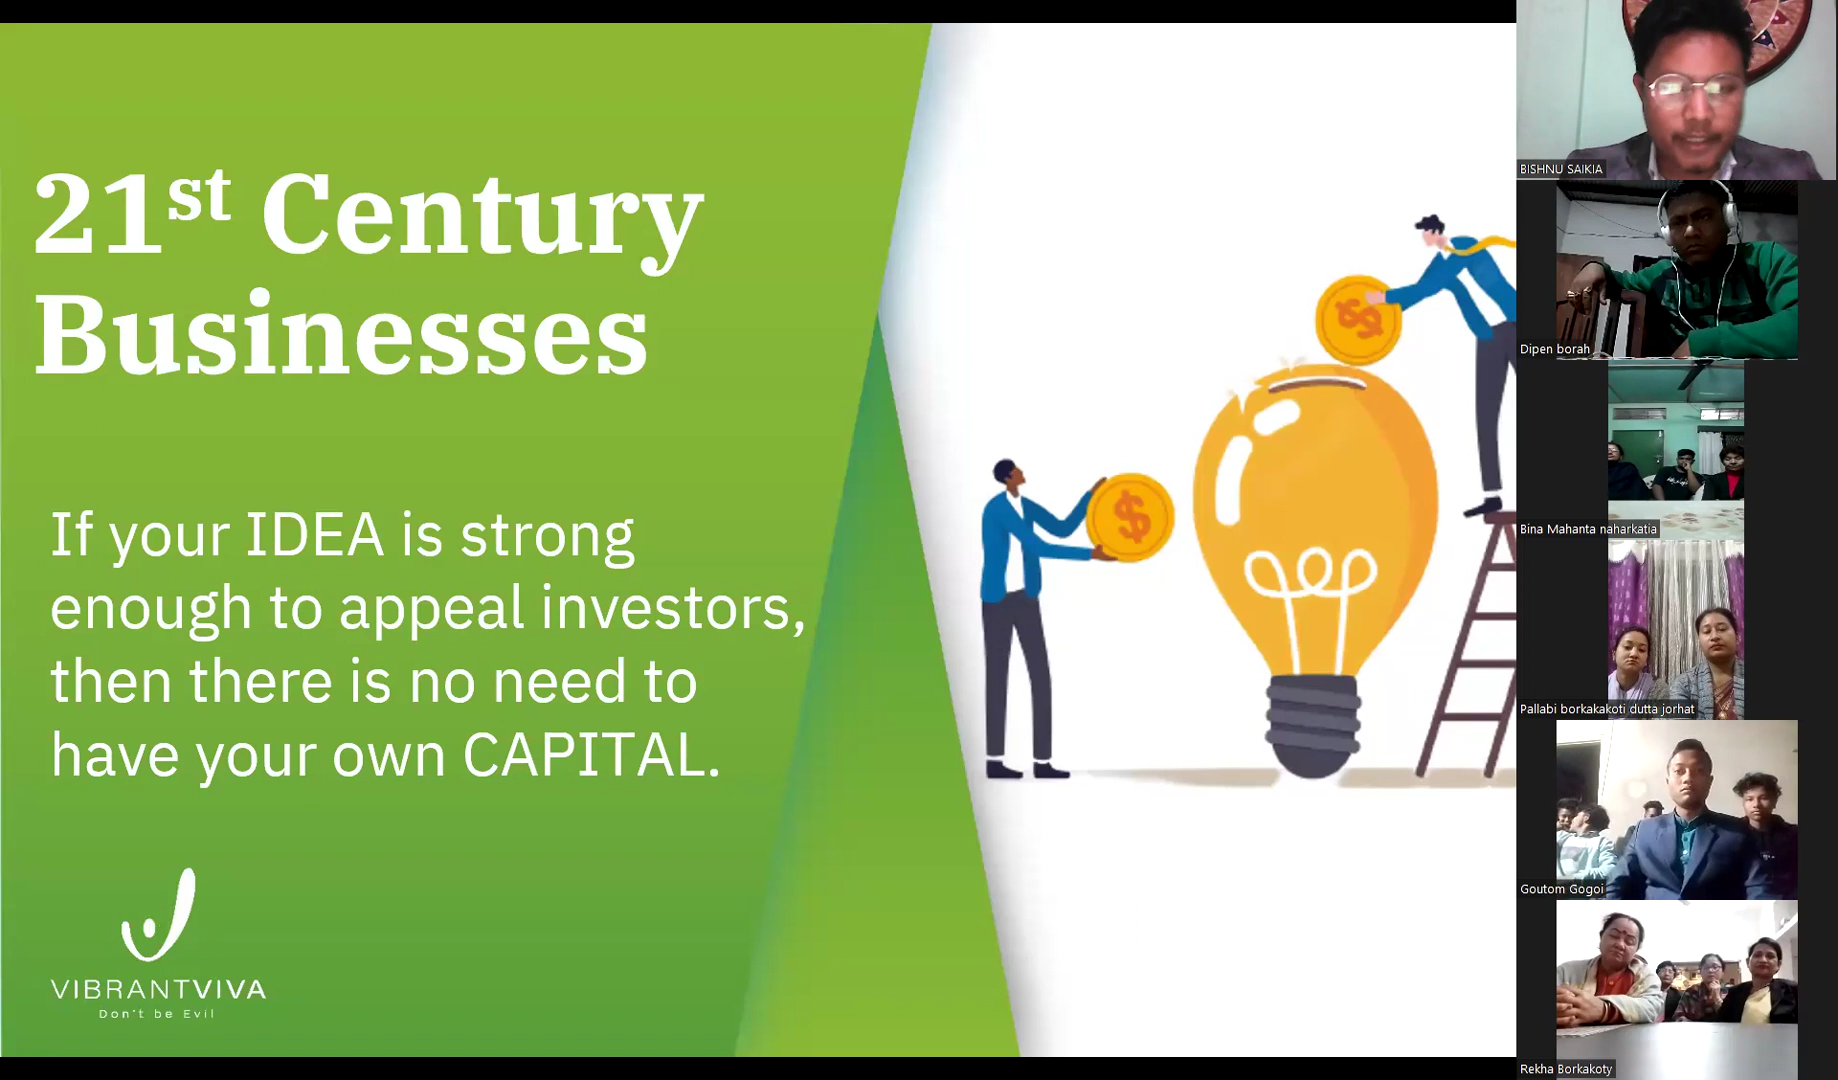 21st Century
Businesses
If your IDEA is strong
enough to appeal investors,
then there is no need to
have your own CAPITAL.
VIBRANTVIVA
Don't be Evil
$
$
BISHNU SAIKIA
Dipen borah
Bina Mahanta naharkatia
Pallabi borkakakoti dutta jorhat
Goutom Gogoi
Rekha Borkakoty